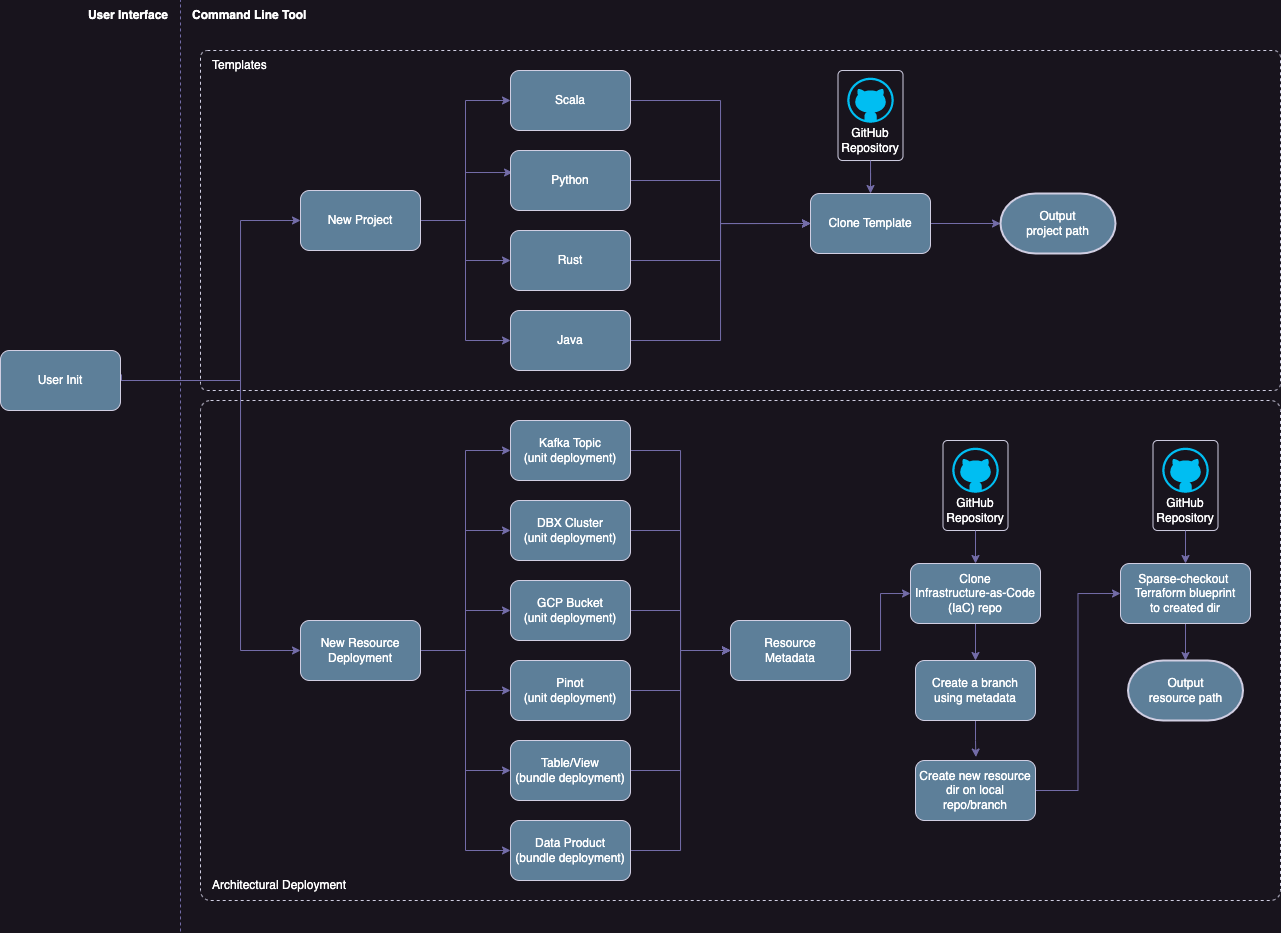 User Interface
Command Line Tool
Templates
Scala
Python
Rust
Java
New Project
GitHub
Repository
Clone Template
Output
project path
User Init
Kafka Topic
(unit deployment)
DBX Cluster
(unit deployment)
GCP Bucket
(unit deployment)
Pinot
(unit deployment)
Table/View
(bundle deployment)
Data Product
(bundle deployment)
New Resource
Deployment
Resource
Metadata
GitHub
Repository
Clone
Infrastructure-as-Code
(IaC) repo
Create a branch
using metadata
Create new resource
dir on local
repo/branch
GitHub
Repository
Sparse-checkout
Terraform blueprint
to created dir
Output
resource path
Architectural Deployment